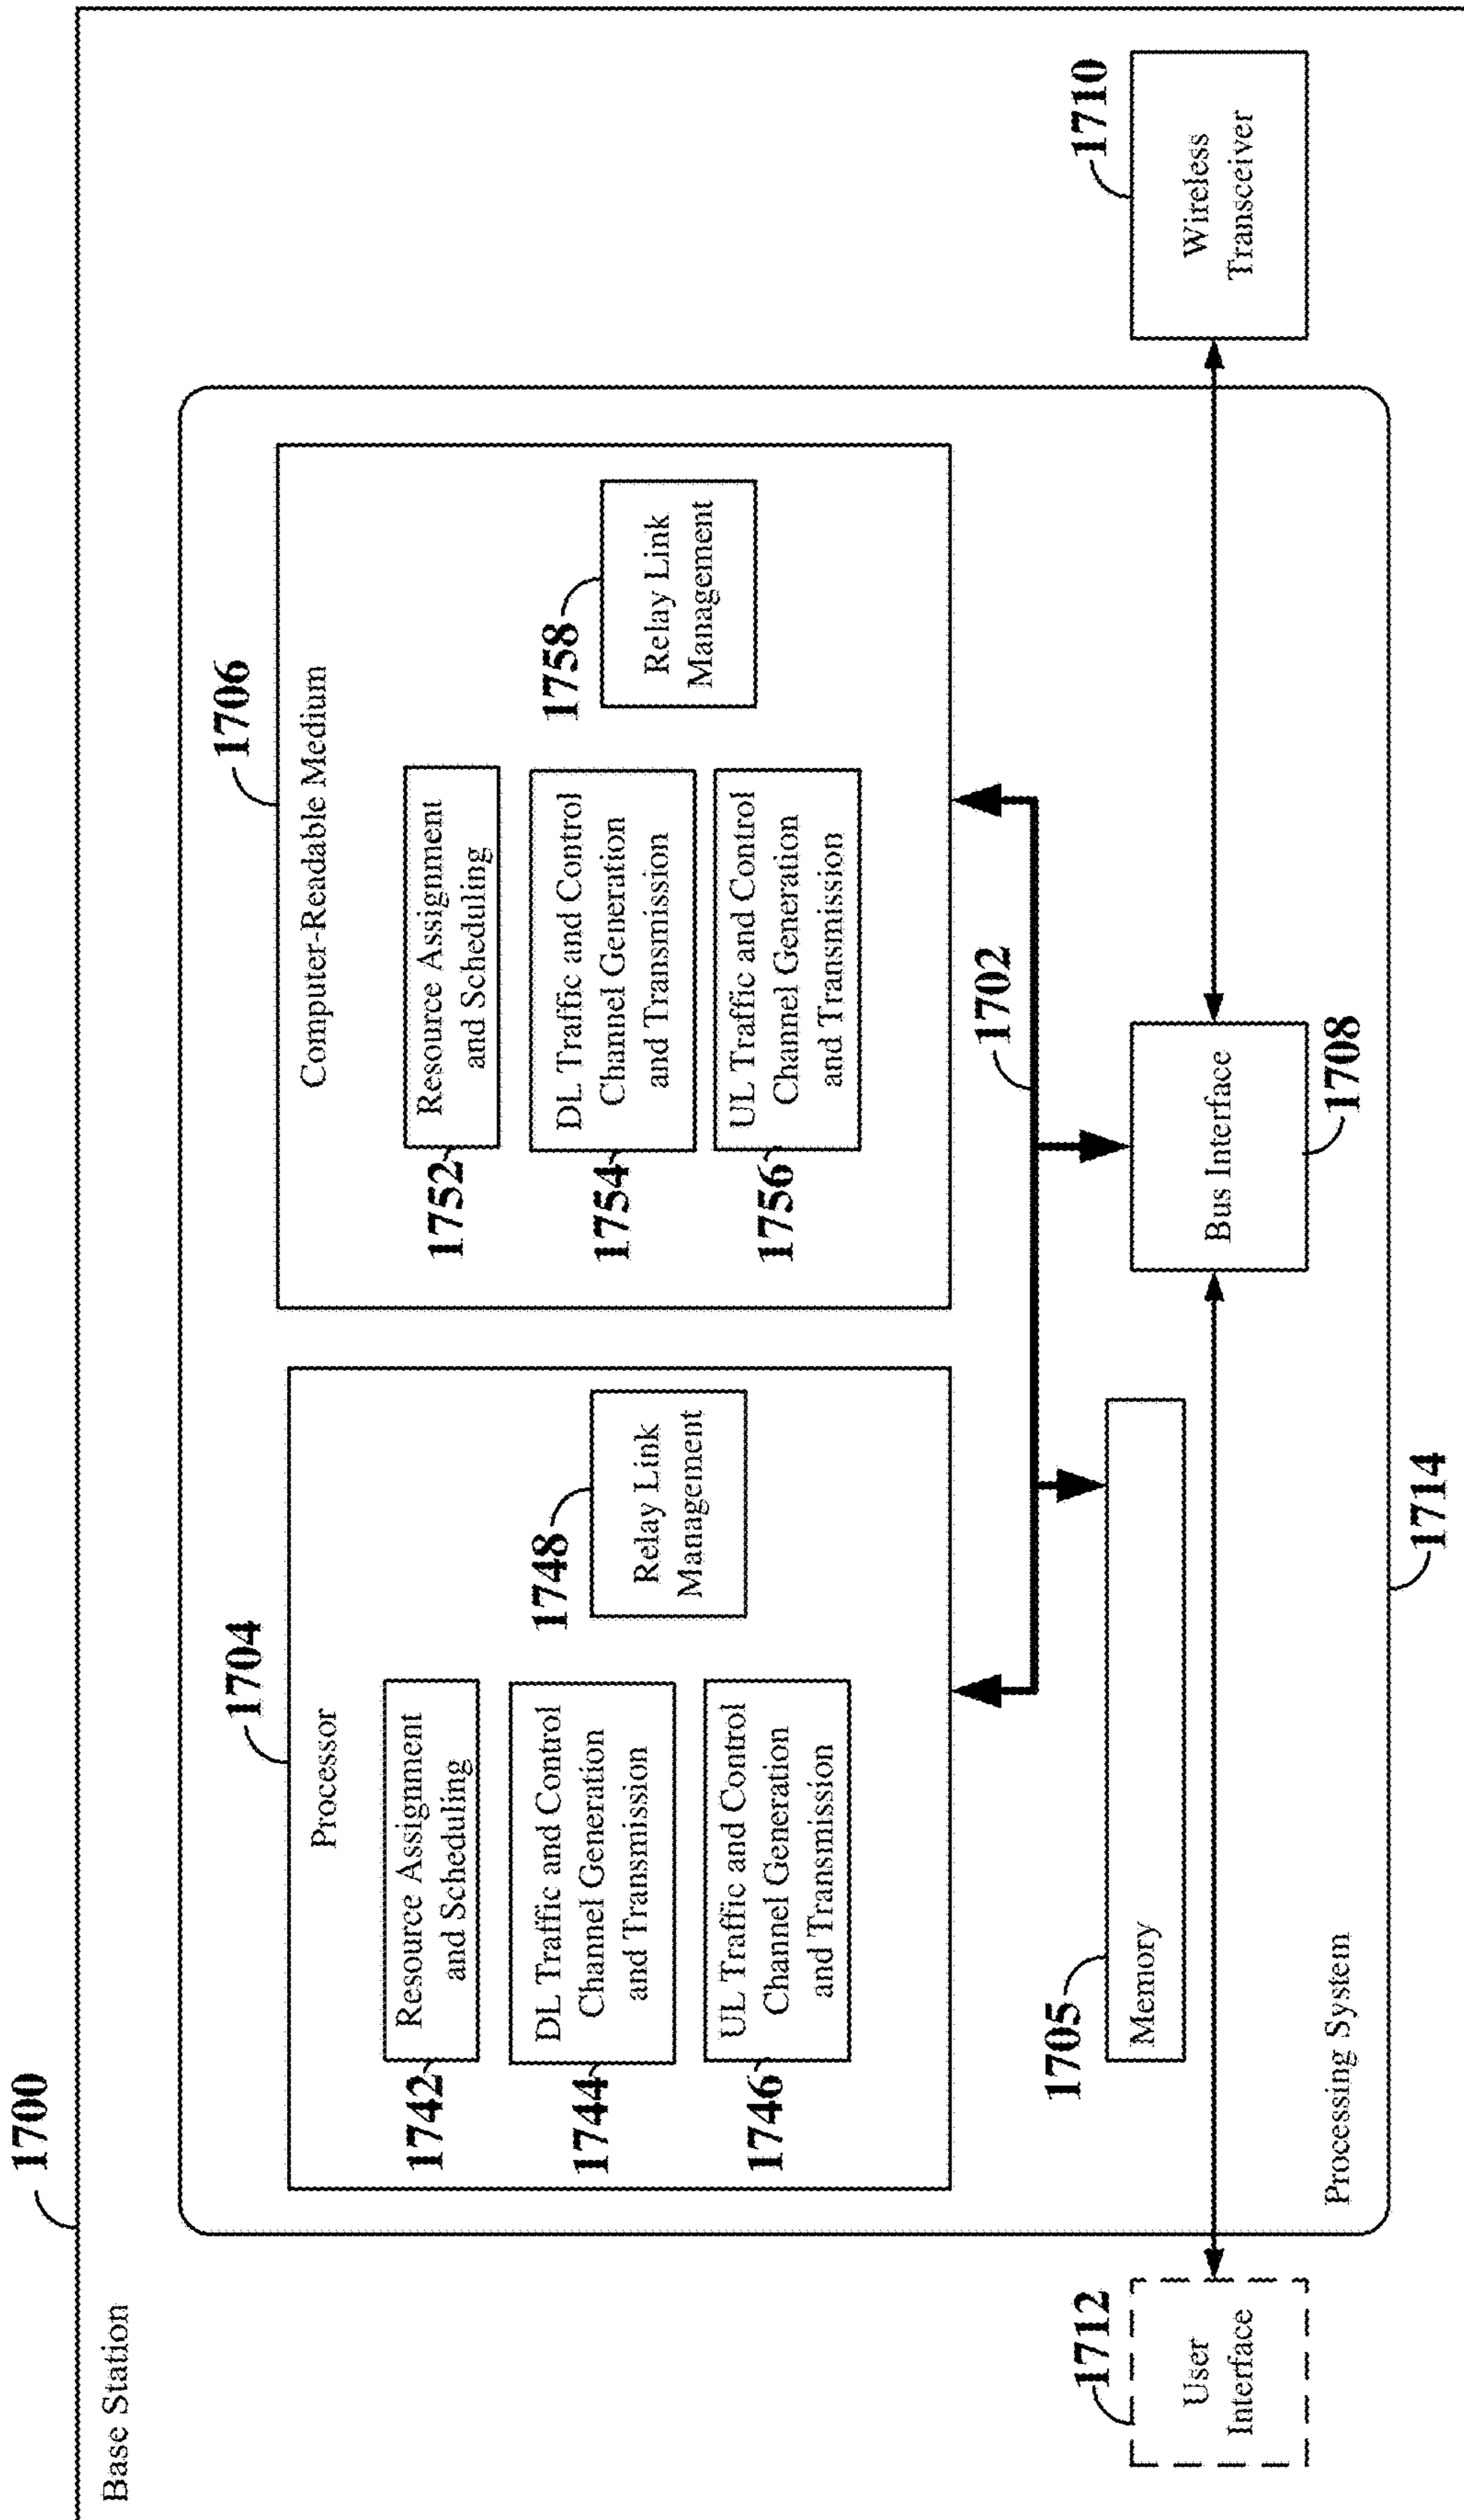 1700
Base Station
1704
Processor
1742
Resource Assignment
and Scheduling
1744
DL Traffic and Control
Channel Generation
and Transmission
1746
UL Traffic and Control
Channel Generation
and Transmission
1748
Relay Link
Management
1706
Computer-Readable Medium
1752
Resource Assignment
and Scheduling
1754
DL Traffic and Control
Channel Generation
and Transmission
1756
UL Traffic and Control
Channel Generation
and Transmission
1758
Relay Link
Management
1702
1705
Memory
1712
User
Interface
Bus Interface
1708
1710
Wireless
Transceiver
Processing System
1714